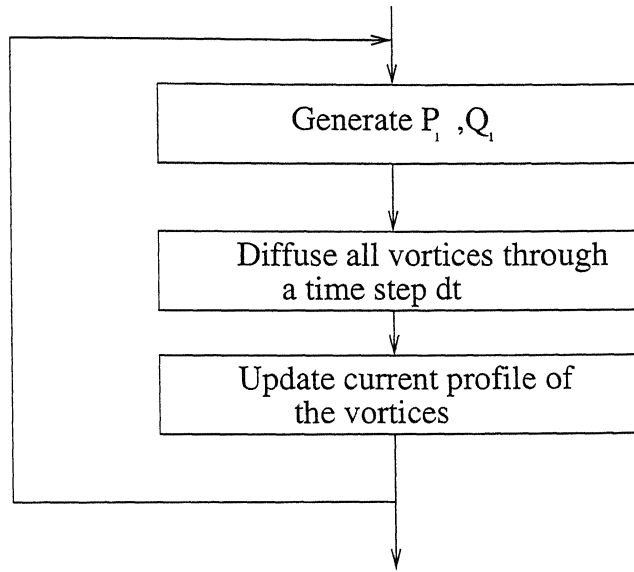 Generate P₁ ,Q₁
Diffuse all vortices through
a time step dt
Update current profile of
the vortices